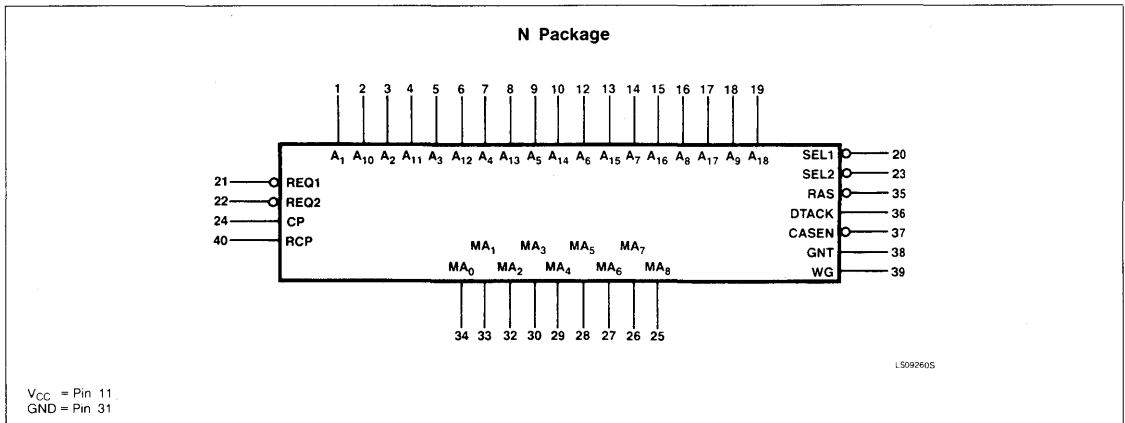 N Package
1 2 3 4 5 6 7 8 9 10 12 13 14 15 16 17 18 19
A1 A10 A2 A11 A3 A12 A4 A13 A5 A14 A6 A15 A7 A16 A8 A17 A9 A18
SEL1 20
SEL2 23
21 REQ1
RAS 35
22 REQ2
DTACK 36
24 CP
CASEN 37
40 RCP
GNT 38
MA1 MA3 MA5 MA7
WG 39
MA0 MA2 MA4 MA6 MA8
34 33 32 30 29 28 27 26 25
LS09260S
VCC = Pin 11
GND = Pin 31